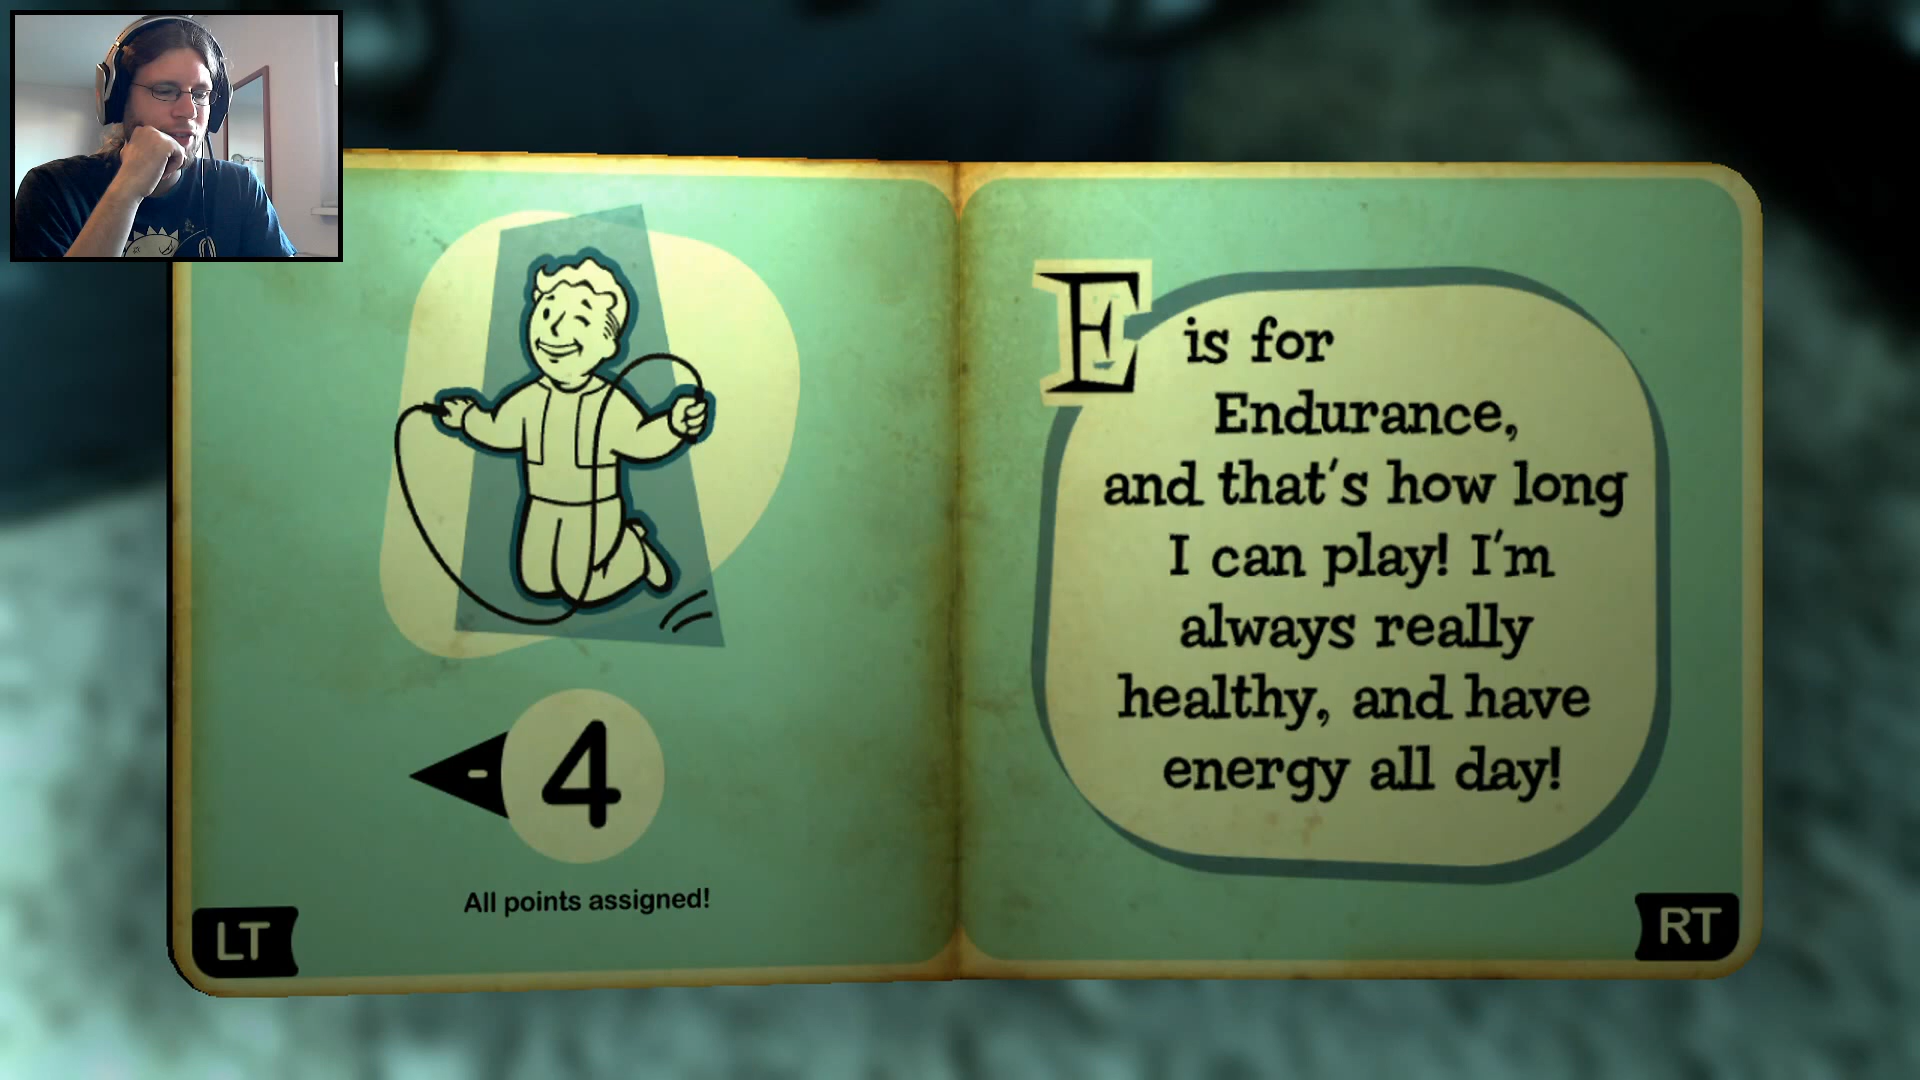 E is for
Endurance,
and that's how long
I can play! I'm
always really
healthy, and have
energy all day!
- 4
All points assigned!
LT
RT